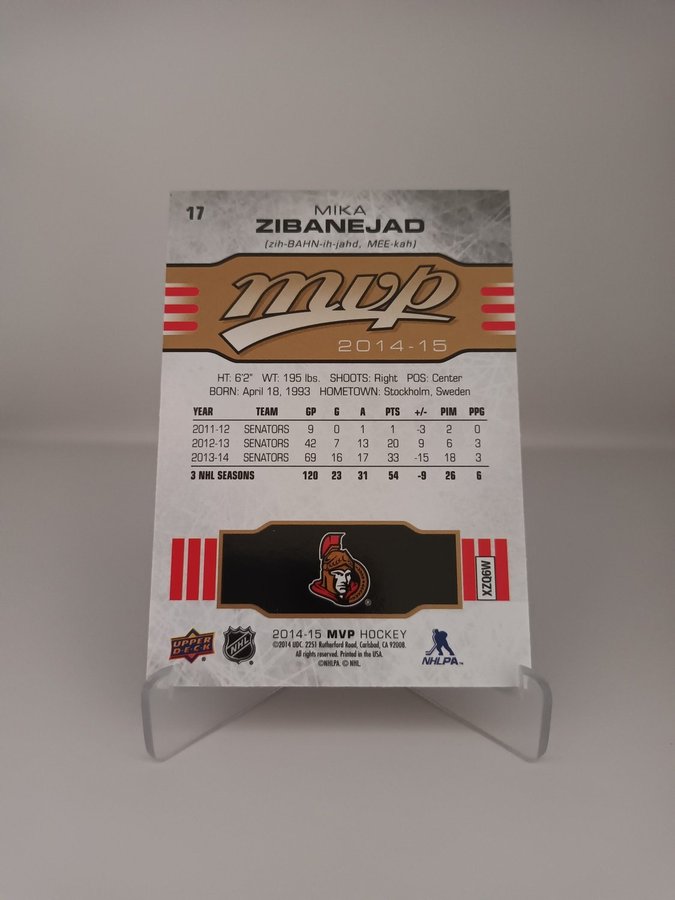 17
MIKA
ZIBANEJAD
(zih-BAHN-ih-jahd, MEE-kah)
mvp
2014-15
HT: 6'2" WT: 195 lbs. SHOOTS: Right POS: Center
BORN: April 18, 1993 HOMETOWN: Stockholm, Sweden
YEAR TEAM GP G A PTS +/- PIM PPG
2011-12 SENATORS 9 0 1 1 -3 2 0
2012-13 SENATORS 42 7 13 20 9 6 3
2013-14 SENATORS 69 16 17 33 -15 18 3
3 NHL SEASONS 120 23 31 54 -9 26 6
®
M9QZX
UPPER DECK ®
NHL ®
2014-15 MVP HOCKEY
©2014 UDC. 2251 Rutherford Road, Carlsbad, CA 92008.
All rights reserved. Printed in the USA.
©NHLPA. © NHL.
NHLPA™